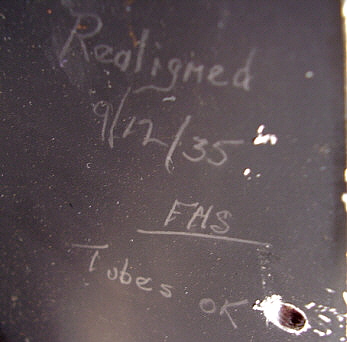 Realigned
9/12/35
FHS
Tubes OK